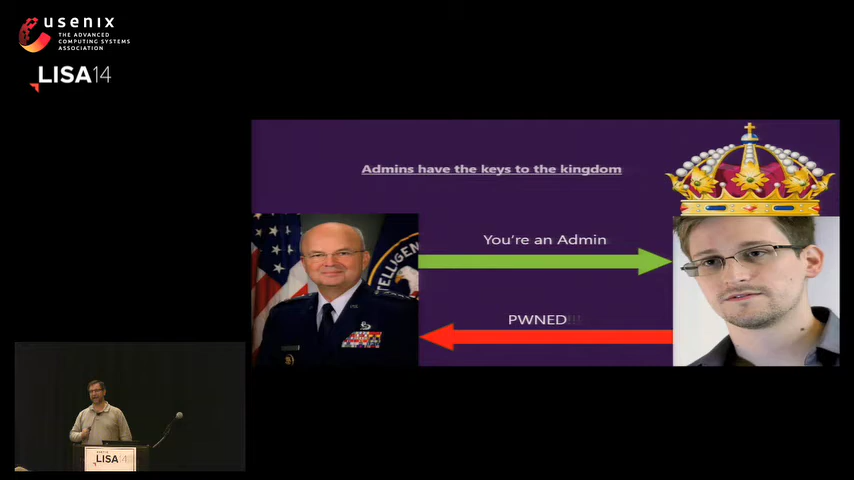 usenix
THE ADVANCED
COMPUTING SYSTEMS
ASSOCIATION
LISA14
Admins have the keys to the kingdom
INTELLIGENC
You're an Admin
PWNED!!!
LISA14